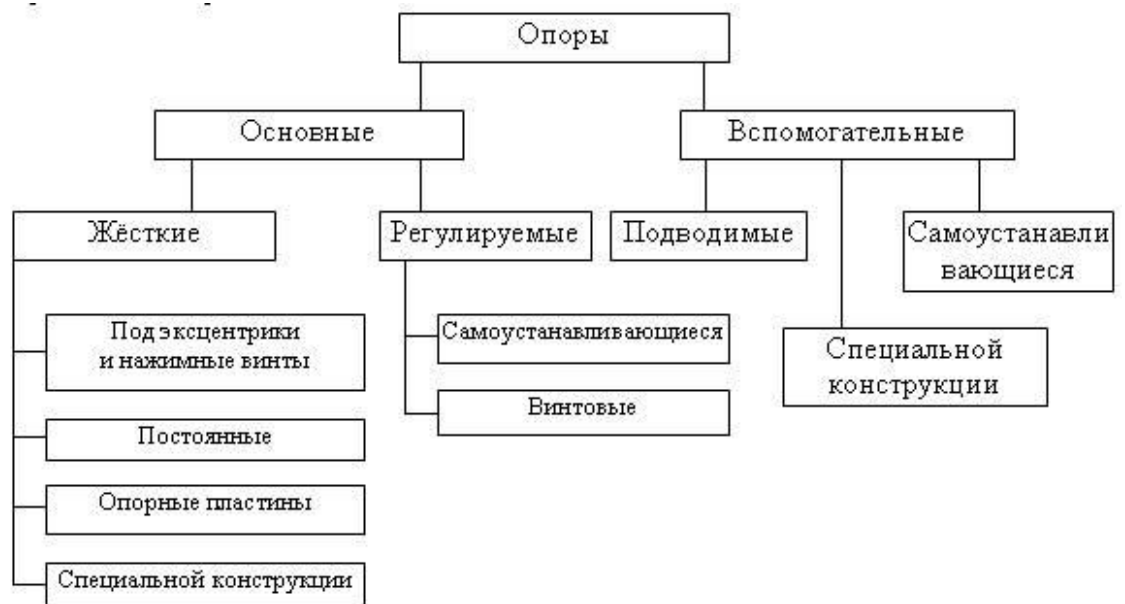 Опоры
Основные
Вспомогательные
Жёсткие
Регулируемые
Подводимые
Самоустанавли
вающиеся
Под эксцентрики
и нажимные винты
Самоустанавливающиеся
Специальной
конструкции
Винтовые
Постоянные
Опорные пластины
Специальной конструкции